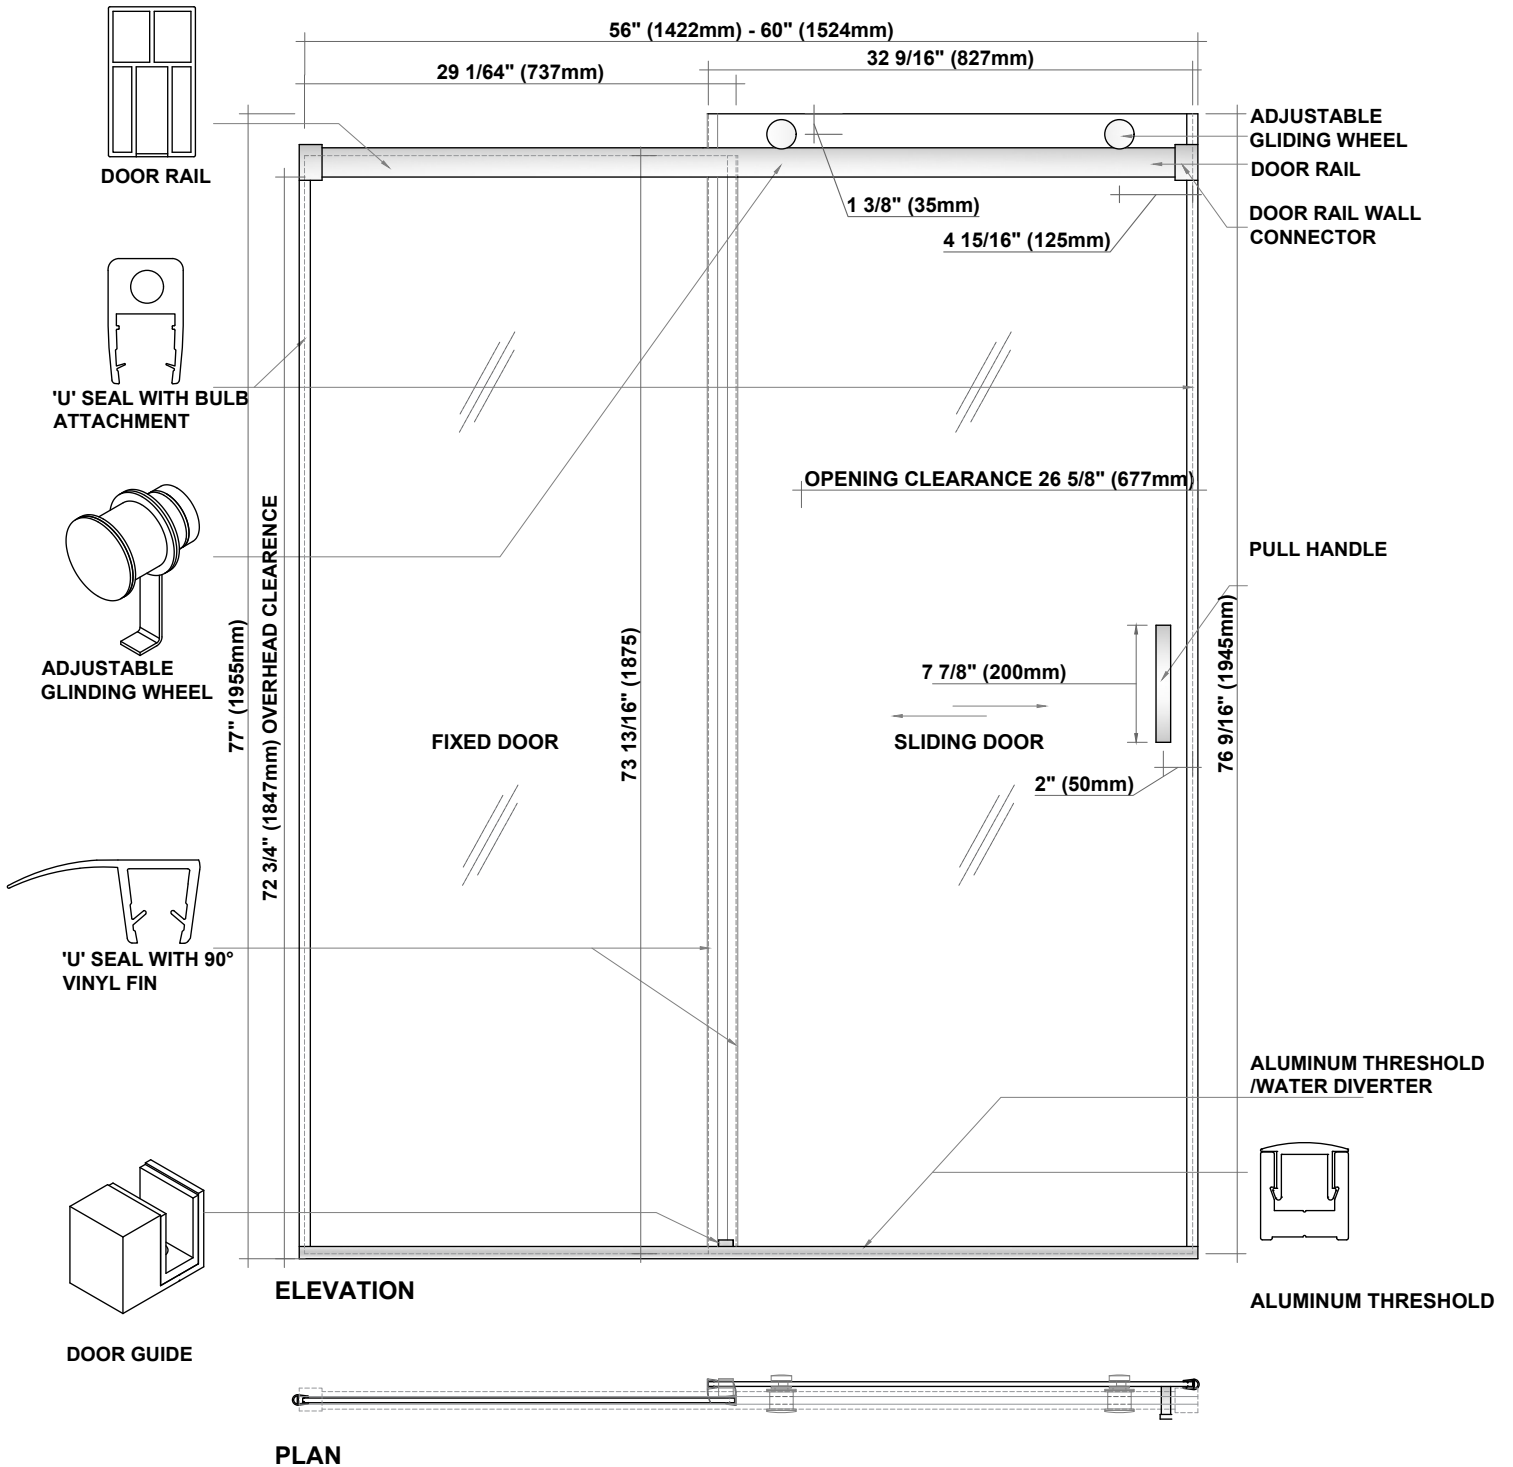 56" (1422mm) - 60" (1524mm)
32 9/16" (827mm)
29 1/64" (737mm)
DOOR RAIL
ADJUSTABLE
GLIDING WHEEL
DOOR RAIL
DOOR RAIL WALL
CONNECTOR
1 3/8" (35mm)
4 15/16" (125mm)
'U' SEAL WITH BULB
ATTACHMENT
OPENING CLEARANCE 26 5/8" (677mm)
ADJUSTABLE
GLINDING WHEEL
77" (1955mm)
72 3/4" (1847mm) OVERHEAD CLEARENCE
73 13/16" (1875)
76 9/16" (1945mm)
PULL HANDLE
7 7/8" (200mm)
FIXED DOOR
SLIDING DOOR
2" (50mm)
'U' SEAL WITH 90°
VINYL FIN
ALUMINUM THRESHOLD
/WATER DIVERTER
ELEVATION
ALUMINUM THRESHOLD
DOOR GUIDE
PLAN